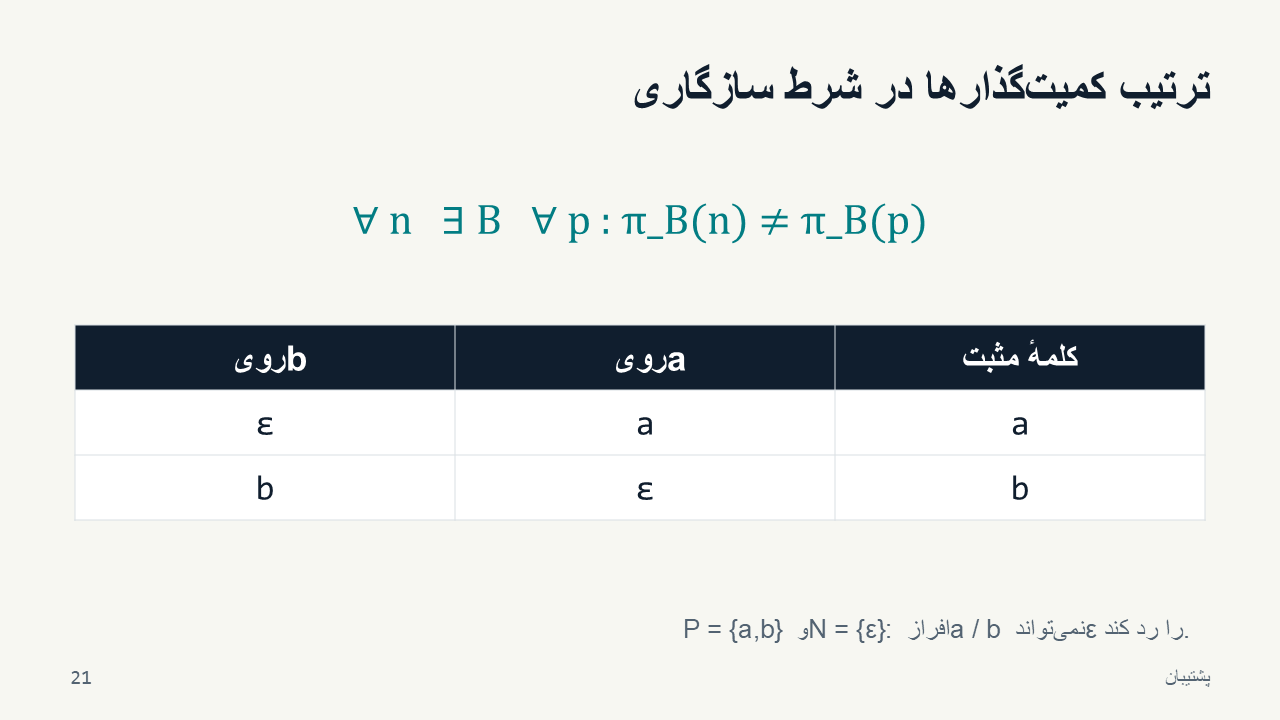 ترتیب کمیت‌گذارها در شرط سازگاری
∀ n ∃ B ∀ p : π_B(n) ≠ π_B(p)
کلمهٔ مثبت روی a روی b
a a ε
b ε b
P = {a,b} و N = {ε}: افراز a / b نمی‌تواند ε را رد کند.
پشتیبان
21